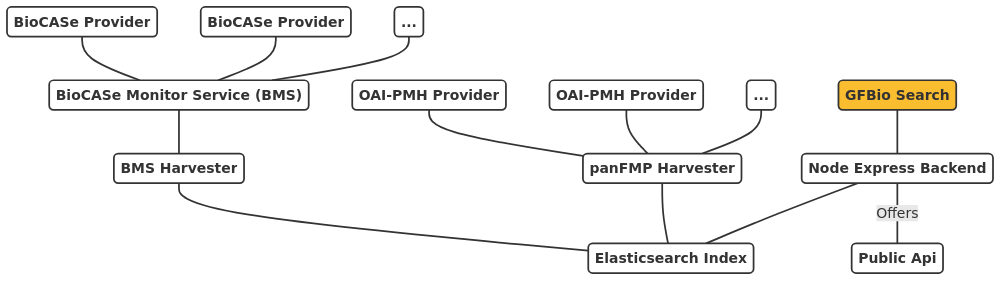 BioCASe Provider
BioCASe Provider
...
BioCASe Monitor Service (BMS)
OAI-PMH Provider
OAI-PMH Provider
...
GFBio Search
BMS Harvester
panFMP Harvester
Node Express Backend
Offers
Elasticsearch Index
Public Api